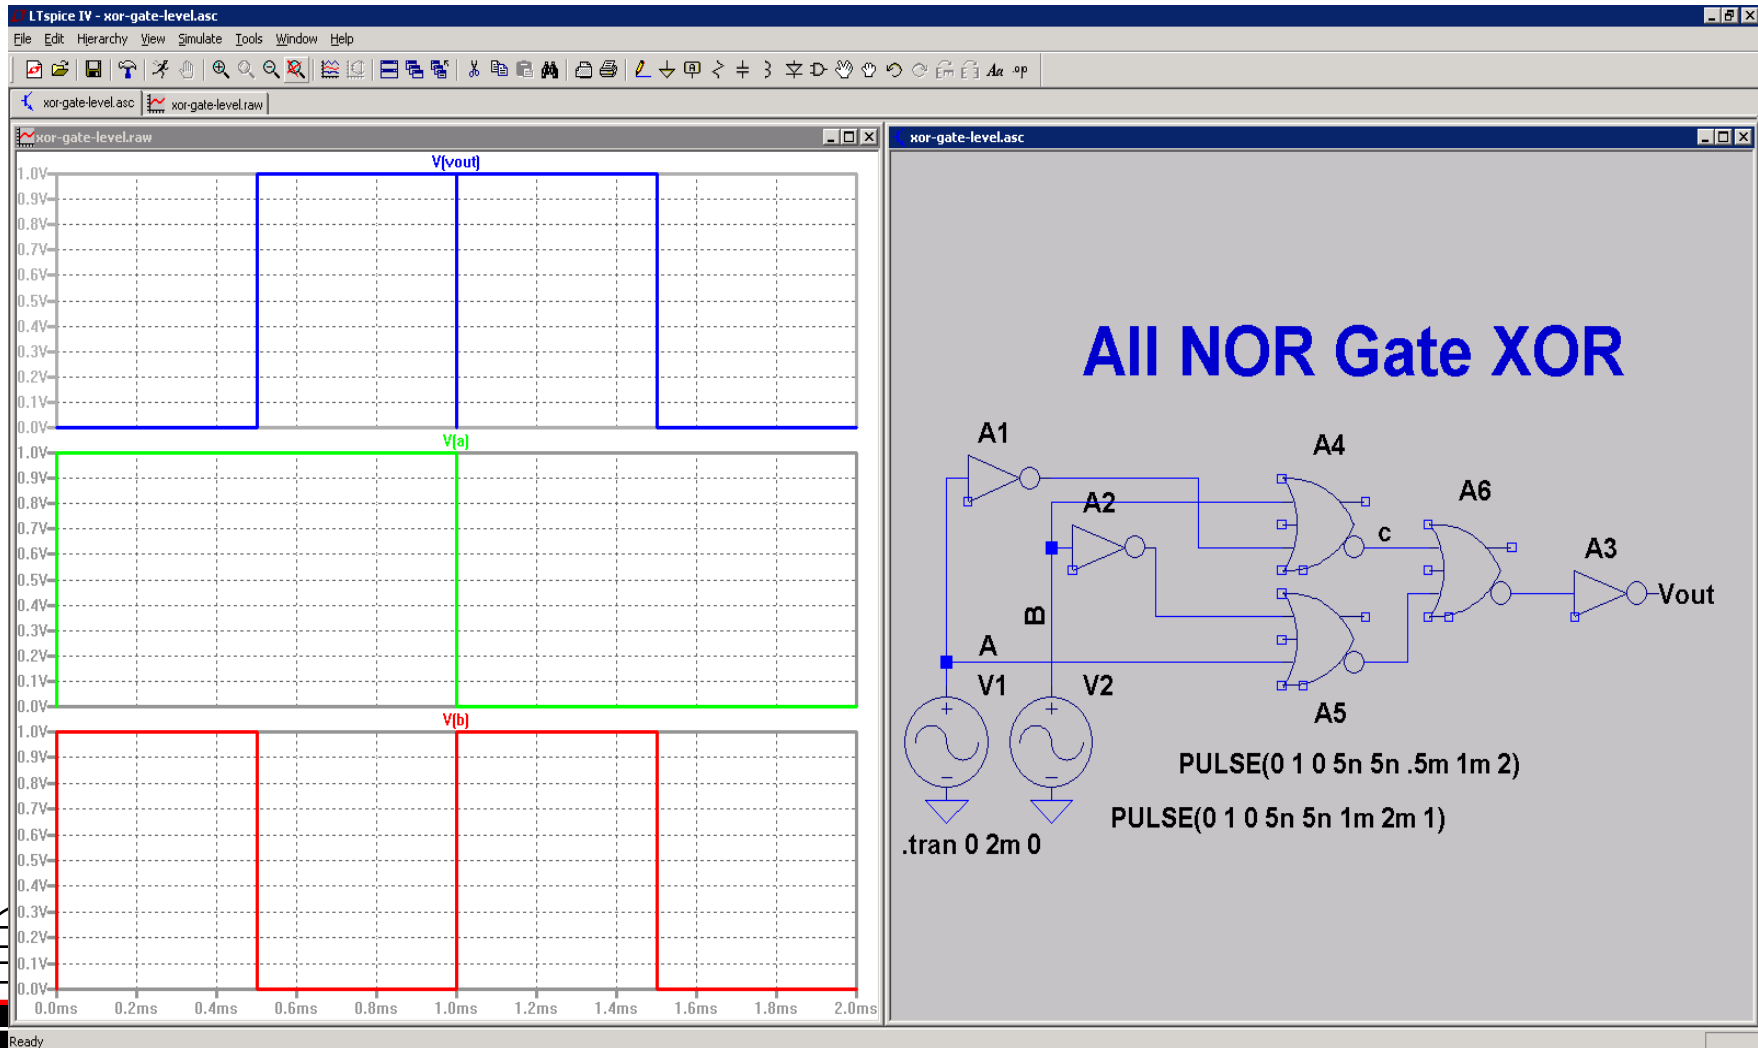 LTspice IV - xor-gate-level.asc
File Edit Hierarchy View Simulate Tools Window Help
Aa .op
xor-gate-level.asc xor-gate-level.raw
xor-gate-level.raw
V(vout)
1.0V
0.9V
0.8V
0.7V
0.6V
0.5V
0.4V
0.3V
0.2V
0.1V
0.0V
V(a)
1.0V
0.9V
0.8V
0.7V
0.6V
0.5V
0.4V
0.3V
0.2V
0.1V
0.0V
V(b)
1.0V
0.9V
0.8V
0.7V
0.6V
0.5V
0.4V
0.3V
0.2V
0.1V
0.0V
0.0ms 0.2ms 0.4ms 0.6ms 0.8ms 1.0ms 1.2ms 1.4ms 1.6ms 1.8ms 2.0ms
xor-gate-level.asc
All NOR Gate XOR
A1
A4
A2
A6
c
A3
B
Vout
A
V1 V2
A5
PULSE(0 1 0 5n 5n .5m 1m 2)
PULSE(0 1 0 5n 5n 1m 2m 1)
.tran 0 2m 0
Ready